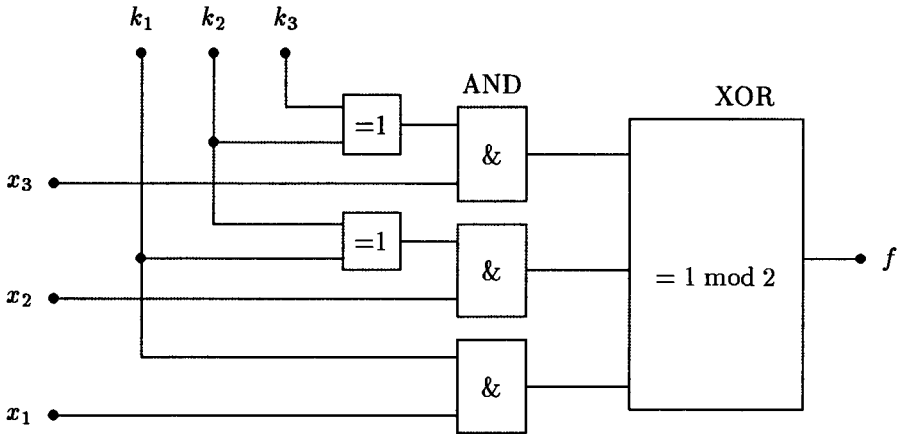 k₁ k₂ k₃
AND
XOR
=1
&
x₃
=1
&
f
= 1 mod 2
x₂
&
x₁